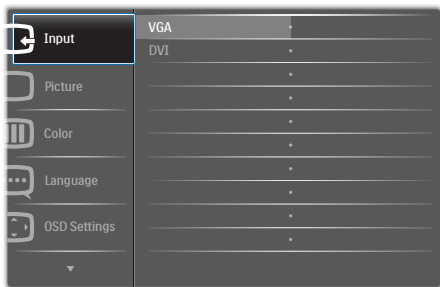 Input
VGA
DVI
Picture
Color
Language
OSD Settings